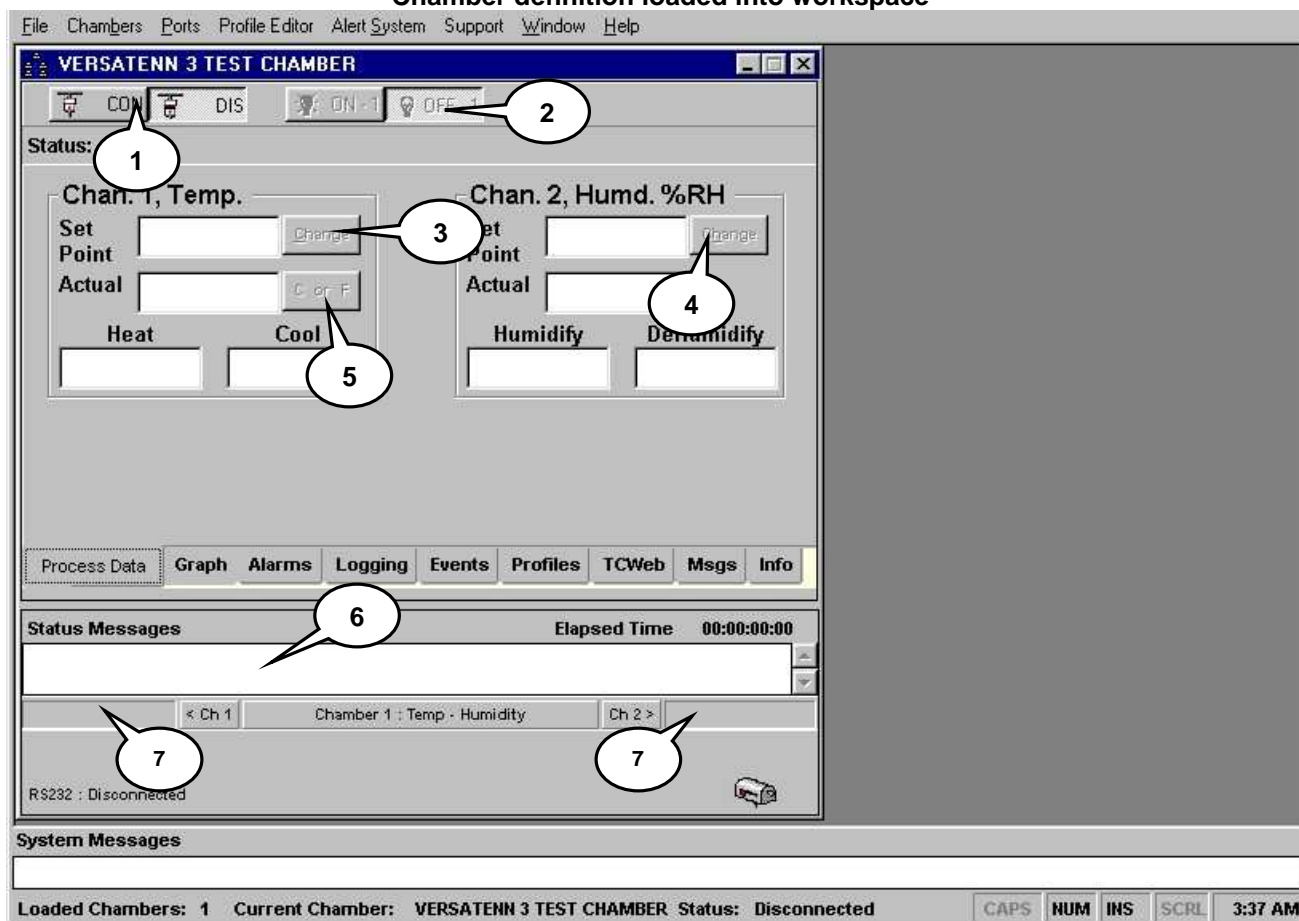 Chamber definition loaded into workspace
File Chambers Ports Profile Editor Alert System Support Window Help
VERSATENN 3 TEST CHAMBER
CON DIS ON - 1 OFF - 1
2
Status:
1
Chan. 1, Temp.
Chan. 2, Humd. %RH
Set Point Change
3
Set Point Change
Actual C or F
Actual
4
Heat Cool
Humidify Dehumidify
5
Process Data Graph Alarms Logging Events Profiles TCWeb Msgs Info
6
Status Messages Elapsed Time 00:00:00:00
< Ch 1 Chamber 1 : Temp - Humidity Ch 2 >
7 7
RS232 : Disconnected
System Messages
Loaded Chambers: 1 Current Chamber: VERSATENN 3 TEST CHAMBER Status: Disconnected CAPS NUM INS SCRL 3:37 AM